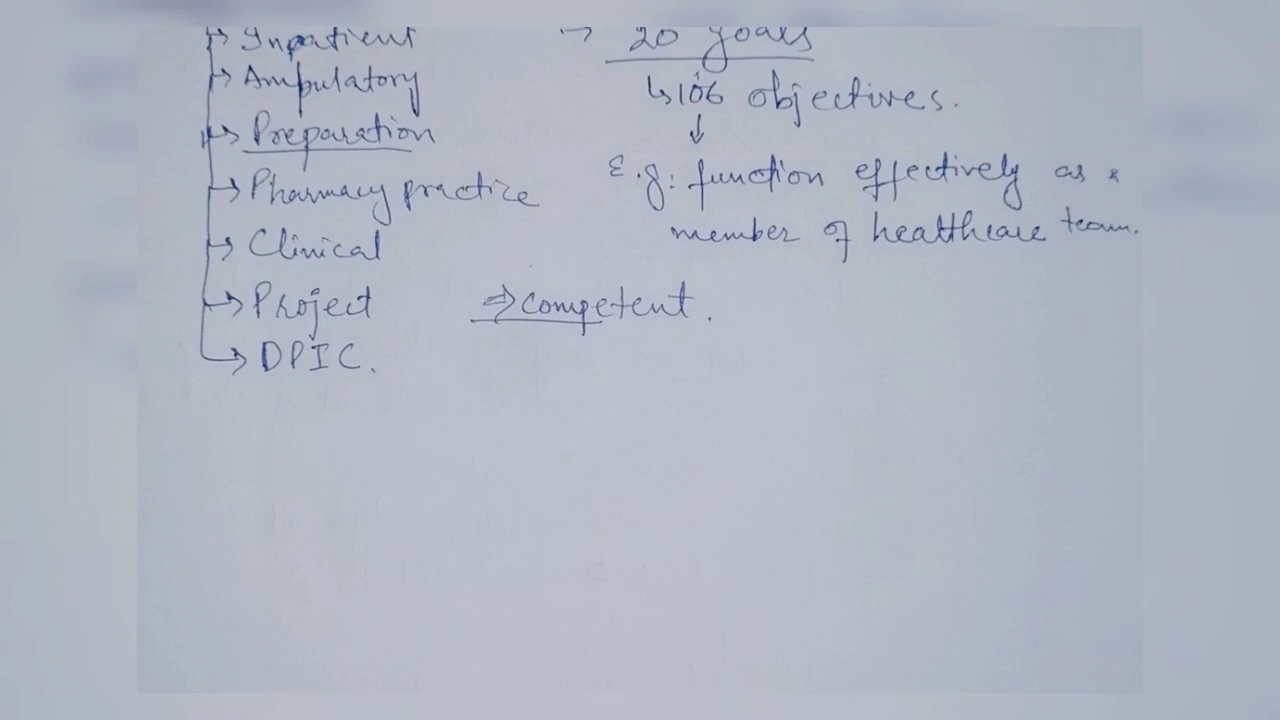 ↳ Inpatient
→ Ambulatory
→ Preparation
→ Pharmacy practice
→ Clinical
→ Project
→ DPIC.
→ 20 goals
↳ 106 objectives.
↓
E.g: function effectively as a
member of healthcare team.
⇒ competent.